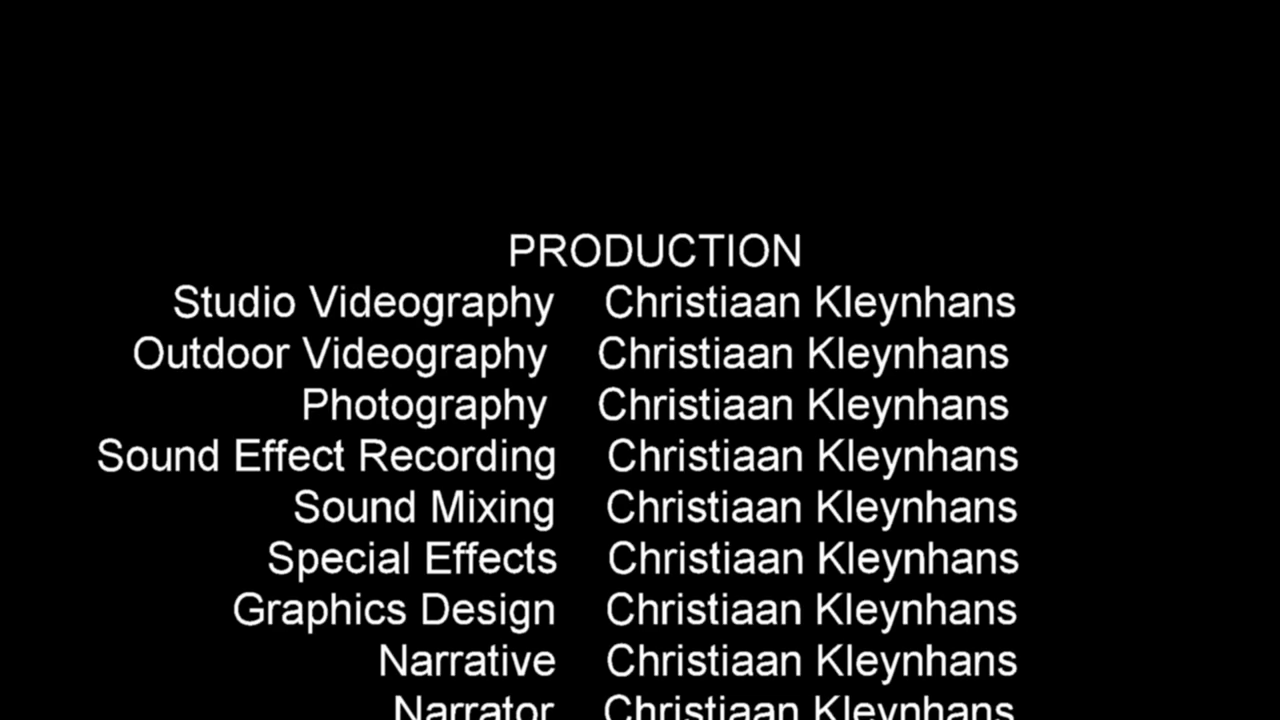 PRODUCTION
Studio Videography Christiaan Kleynhans
Outdoor Videography Christiaan Kleynhans
Photography Christiaan Kleynhans
Sound Effect Recording Christiaan Kleynhans
Sound Mixing Christiaan Kleynhans
Special Effects Christiaan Kleynhans
Graphics Design Christiaan Kleynhans
Narrative Christiaan Kleynhans
Narrator Christiaan Kleynhans